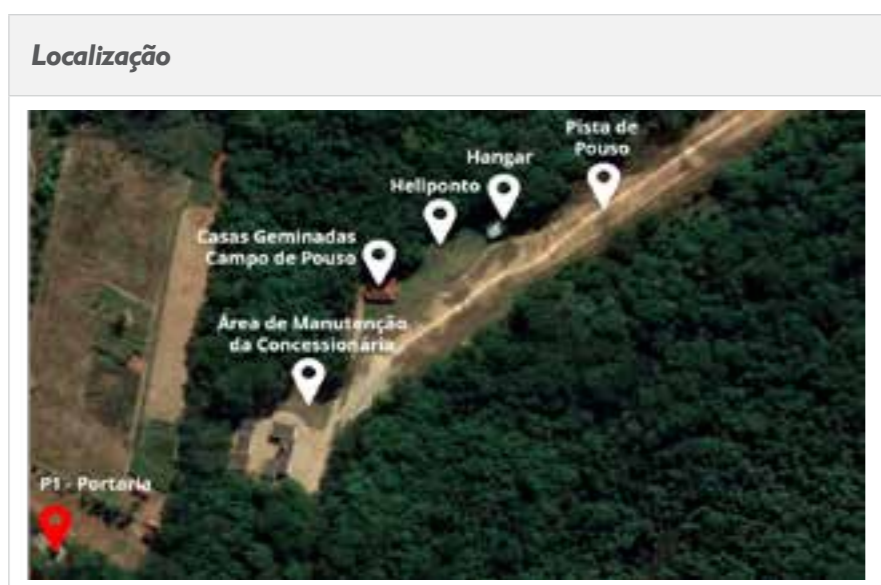 Localização
Pista de
Pouso
Hangar
Heliponto
Casas Geminadas
Campo de Pouso
Área de Manutenção
da Concessionária
P1 - Portaria